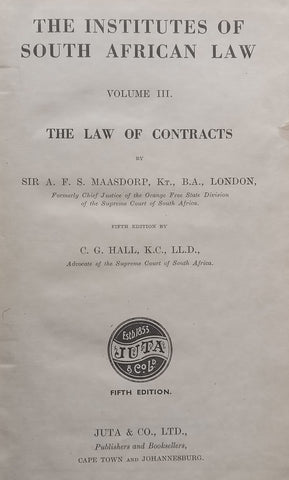 THE INSTITUTES OF
SOUTH AFRICAN LAW
VOLUME III.
THE LAW OF CONTRACTS
BY
SIR A. F. S. MAASDORP, KT., B.A., LONDON,
Formerly Chief Justice of the Orange Free State Division
of the Supreme Court of South Africa.
FIFTH EDITION BY
C. G. HALL, K.C., LL.D.,
Advocate of the Supreme Court of South Africa.
Estb 1853
JUTA
& Co Ld
FIFTH EDITION.
JUTA & CO., LTD.,
Publishers and Booksellers,
CAPE TOWN AND JOHANNESBURG.